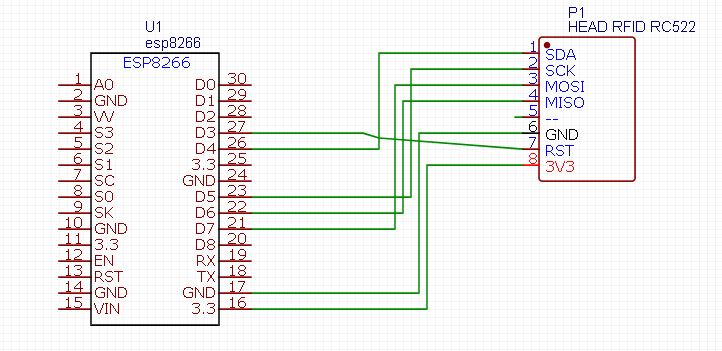 U1
esp8266
ESP8266
1 A0 D0 30
2 GND D1 29
3 VV D2 28
4 S3 D3 27
5 S2 D4 26
6 S1 3.3 25
7 SC GND 24
8 S0 D5 23
9 SK D6 22
10 GND D7 21
11 3.3 D8 20
12 EN RX 19
13 RST TX 18
14 GND GND 17
15 VIN 3.3 16
P1
HEAD RFID RC522
1 SDA
2 SCK
3 MOSI
4 MISO
5 --
6 GND
7 RST
8 3V3